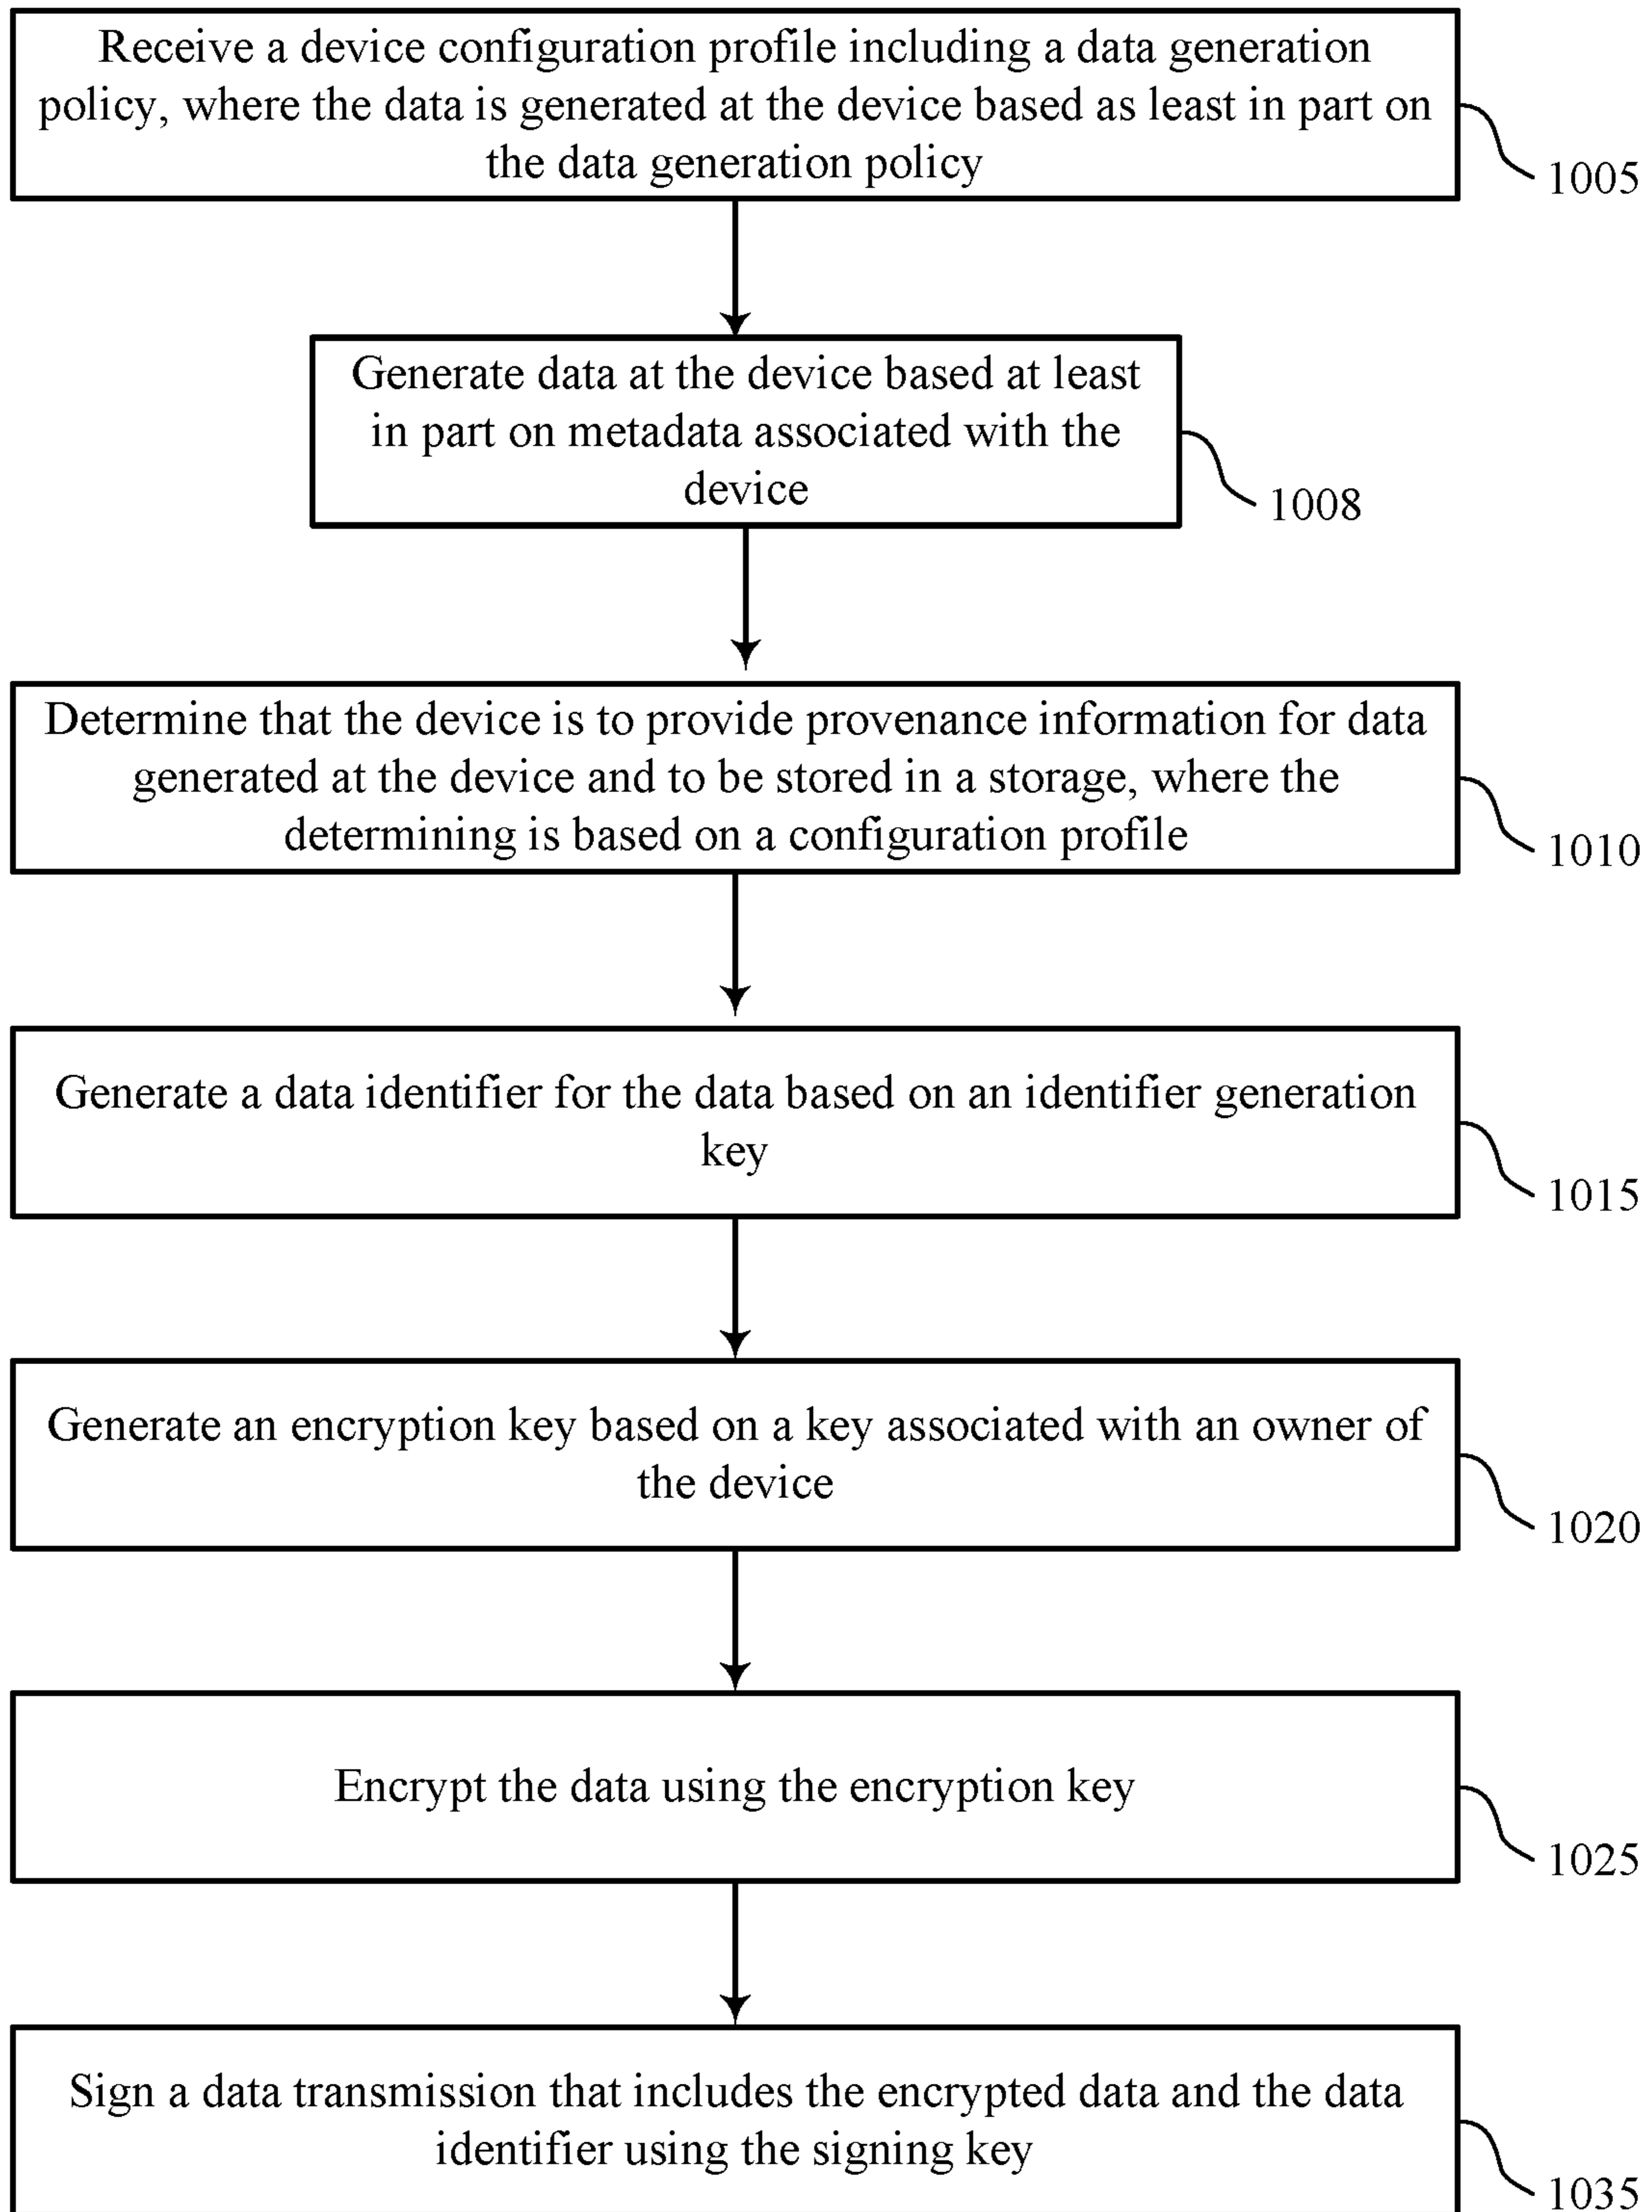 Receive a device configuration profile including a data generation
policy, where the data is generated at the device based as least in part on
the data generation policy
1005
Generate data at the device based at least
in part on metadata associated with the
device
1008
Determine that the device is to provide provenance information for data
generated at the device and to be stored in a storage, where the
determining is based on a configuration profile
1010
Generate a data identifier for the data based on an identifier generation
key
1015
Generate an encryption key based on a key associated with an owner of
the device
1020
Encrypt the data using the encryption key
1025
Sign a data transmission that includes the encrypted data and the data
identifier using the signing key
1035